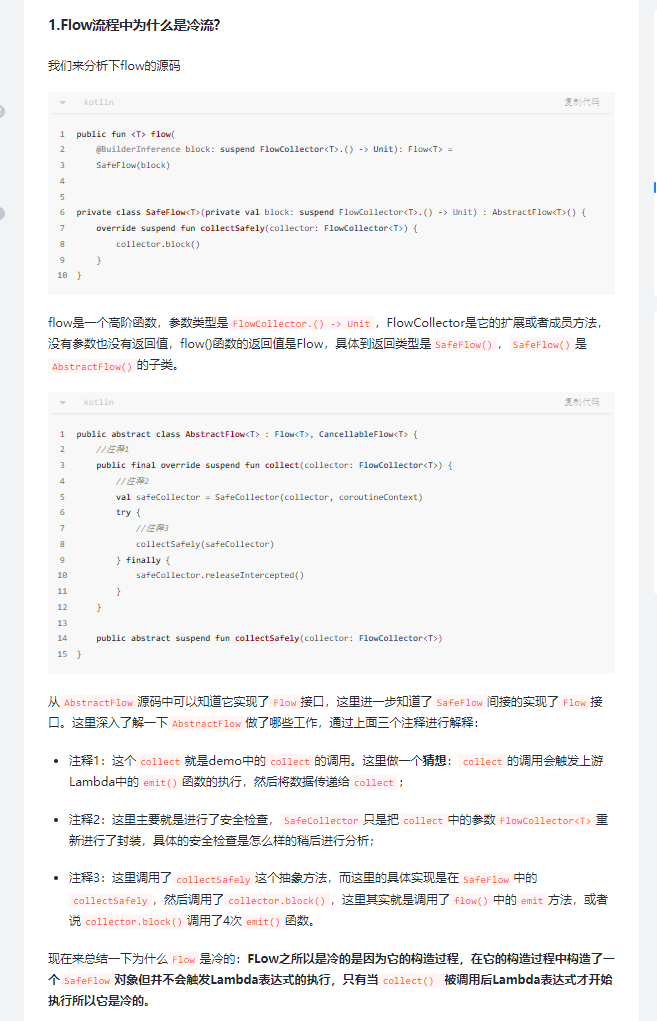 1.Flow流程中为什么是冷流?
我们来分析下flow的源码
kotlin 复制代码
1 public fun <T> flow(
2 @BuilderInference block: suspend FlowCollector<T>.() -> Unit): Flow<T> =
3 SafeFlow(block)
4
5
6 private class SafeFlow<T>(private val block: suspend FlowCollector<T>.() -> Unit) : AbstractFlow<T>() {
7 override suspend fun collectSafely(collector: FlowCollector<T>) {
8 collector.block()
9 }
10 }
flow是一个高阶函数，参数类型是 FlowCollector.() -> Unit ，FlowCollector是它的扩展或者成员方法，
没有参数也没有返回值，flow()函数的返回值是Flow，具体到返回类型是 SafeFlow() ， SafeFlow() 是
AbstractFlow() 的子类。
kotlin 复制代码
1 public abstract class AbstractFlow<T> : Flow<T>, CancellableFlow<T> {
2 //注释1
3 public final override suspend fun collect(collector: FlowCollector<T>) {
4 //注释2
5 val safeCollector = SafeCollector(collector, coroutineContext)
6 try {
7 //注释3
8 collectSafely(safeCollector)
9 } finally {
10 safeCollector.releaseIntercepted()
11 }
12 }
13
14 public abstract suspend fun collectSafely(collector: FlowCollector<T>)
15 }
从 AbstractFlow 源码中可以知道它实现了 Flow 接口，这里进一步知道了 SafeFlow 间接的实现了 Flow 接
口。这里深入了解一下 AbstractFlow 做了哪些工作，通过上面三个注释进行解释：
• 注释1：这个 collect 就是demo中的 collect 的调用。这里做一个猜想： collect 的调用会触发上游
Lambda中的 emit() 函数的执行，然后将数据传递给 collect ；
• 注释2：这里主要就是进行了安全检查， SafeCollector 只是把 collect 中的参数 FlowCollector<T> 重
新进行了封装，具体的安全检查是怎么样的稍后进行分析；
• 注释3：这里调用了 collectSafely 这个抽象方法，而这里的具体实现是在 SafeFlow 中的
collectSafely ，然后调用了 collector.block() ，这里其实就是调用了 flow() 中的 emit 方法，或者
说 collector.block() 调用了4次 emit() 函数。
现在来总结一下为什么 Flow 是冷的：FLow之所以是冷的是因为它的构造过程，在它的构造过程中构造了一
个 SafeFlow 对象但并不会触发Lambda表达式的执行，只有当 collect() 被调用后Lambda表达式才开始
执行所以它是冷的。